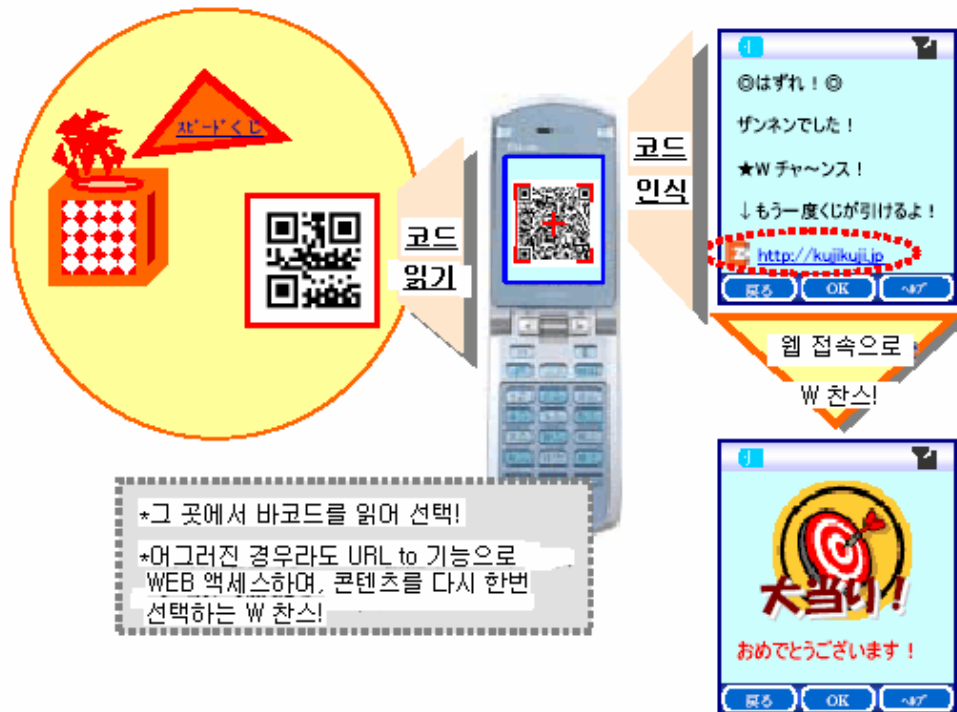 スピードくじ
코드
읽기
코드
인식
◎はずれ！◎
ザンネンでした！
★W チャ～ンス！
↓もう一度くじが引けるよ！
http://kujikuji.jp
戻る OK ヘルプ
웹 접속으로
W 찬스!
*그 곳에서 바코드를 읽어 선택!
*어그러진 경우라도 URL to 기능으로
WEB 액세스하며, 콘텐츠를 다시 한번
선택하는 W 찬스!
大当り！
おめでとうございます！
戻る OK ヘルプ